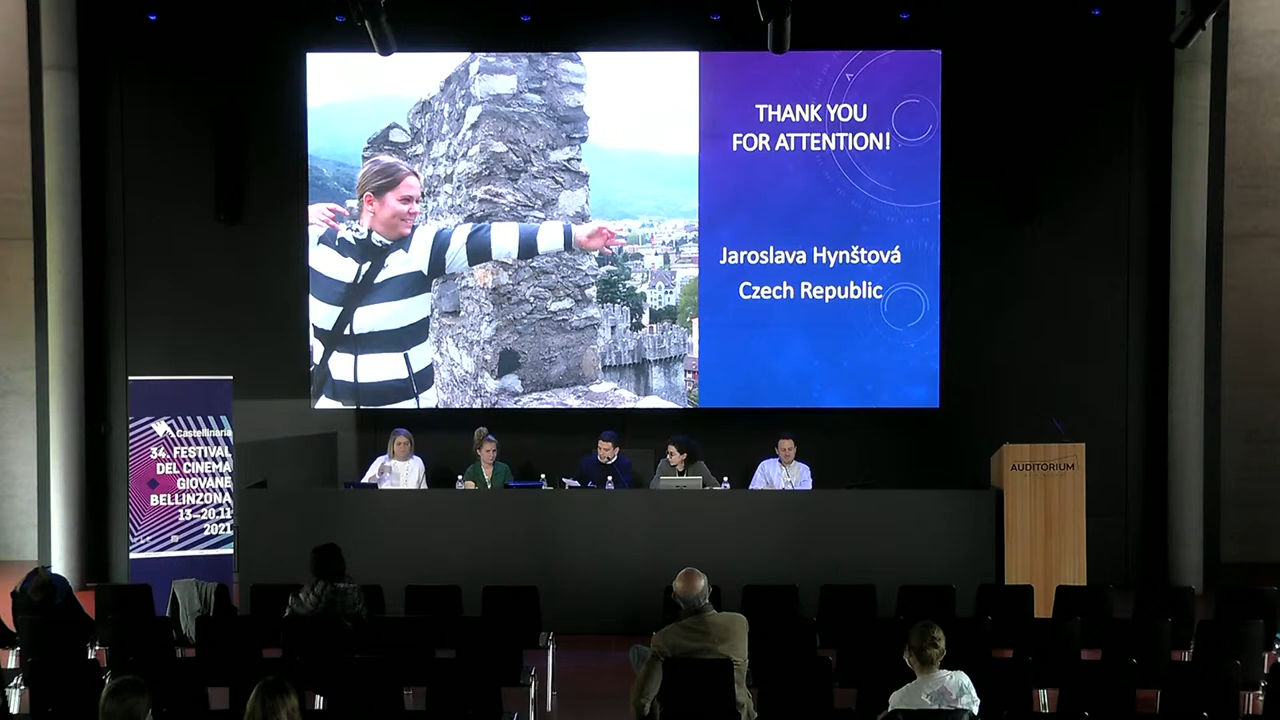 THANK YOU
FOR ATTENTION!
Jaroslava Hynštová
Czech Republic
Castellinaria
34. FESTIVAL
DEL CINEMA
GIOVANE
BELLINZONA
13–20.11
2021
AUDITORIUM